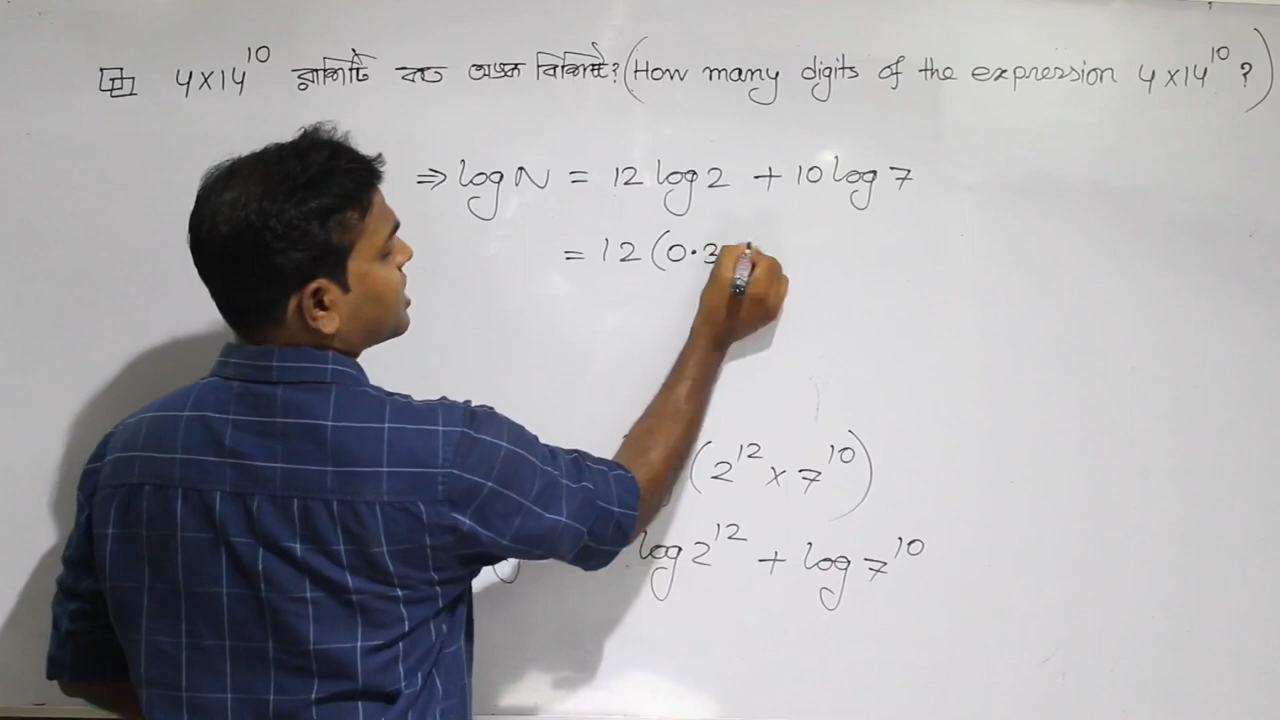 4×14^10 রাশিটি কত অঙ্ক বিশিষ্ট? (How many digits of the expression 4×14^10 ?)
⇒ log N = 12 log 2 + 10 log 7
= 12 (0.3
(2^12 × 7^10)
log 2^12 + log 7^10